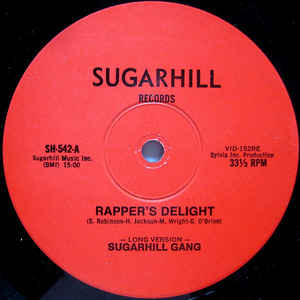 SUGARHILL
RECORDS
SH-542-A
Sugarhill Music Inc.
(BMI) 15:00
VID-152RE
Sylvia Inc. Production
33⅓ RPM
RAPPER'S DELIGHT
(S. Robinson-H. Jackson-M. Wright-G. O'Brien)
— LONG VERSION —
SUGARHILL GANG